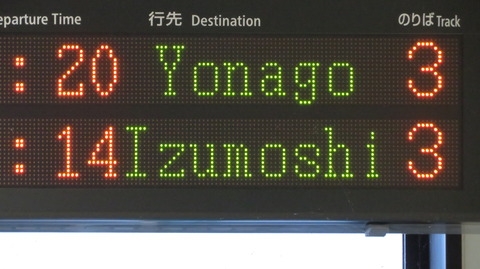 eparture Time 行先 Destination のりば Track
:20 Yonago 3
:14 Izumoshi 3